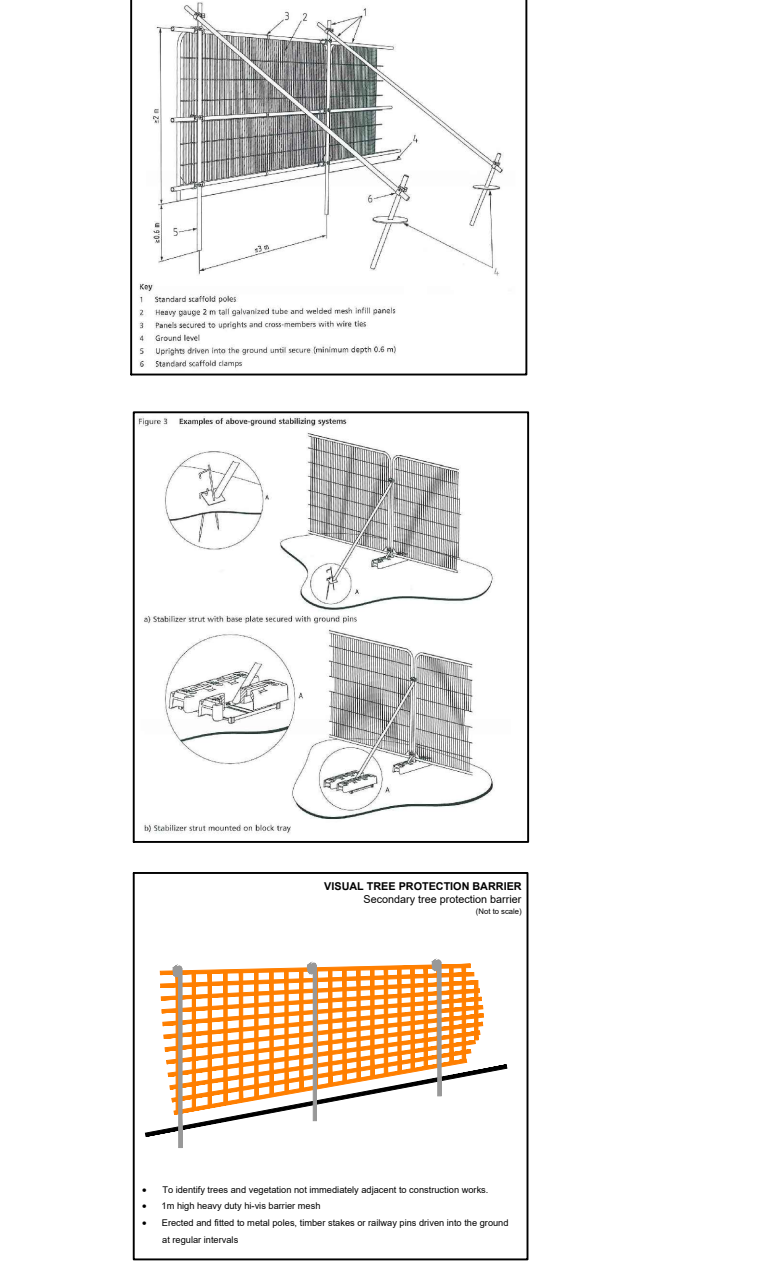 3
2
1
≥2 m
4
6
5
≥0.6 m
≤3 m
4
Key
1 Standard scaffold poles
2 Heavy gauge 2 m tall galvanized tube and welded mesh infill panels
3 Panels secured to uprights and cross-members with wire ties
4 Ground level
5 Uprights driven into the ground until secure (minimum depth 0.6 m)
6 Standard scaffold clamps
Figure 3 Examples of above-ground stabilizing systems
A
A
a) Stabilizer strut with base plate secured with ground pins
A
A
b) Stabilizer strut mounted on block tray
VISUAL TREE PROTECTION BARRIER
Secondary tree protection barrier
(Not to scale)
• To identify trees and vegetation not immediately adjacent to construction works.
• 1m high heavy duty hi-vis barrier mesh
• Erected and fitted to metal poles, timber stakes or railway pins driven into the ground
at regular intervals